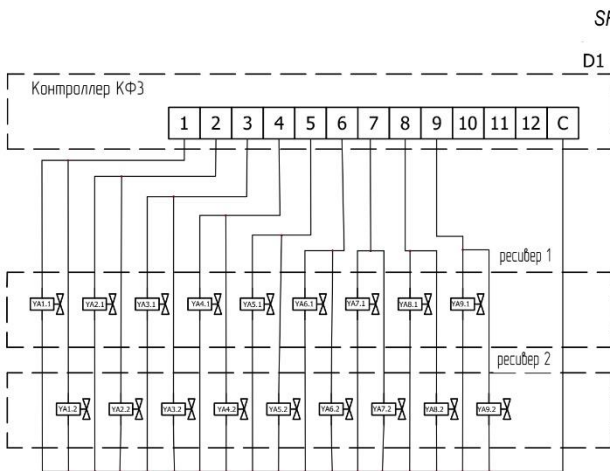 SF
D1
Контроллер КФЗ
1 2 3 4 5 6 7 8 9 10 11 12 C
ресивер 1
YA1.1 YA2.1 YA3.1 YA4.1 YA5.1 YA6.1 YA7.1 YA8.1 YA9.1
ресивер 2
YA1.2 YA2.2 YA3.2 YA4.2 YA5.2 YA6.2 YA7.2 YA8.2 YA9.2